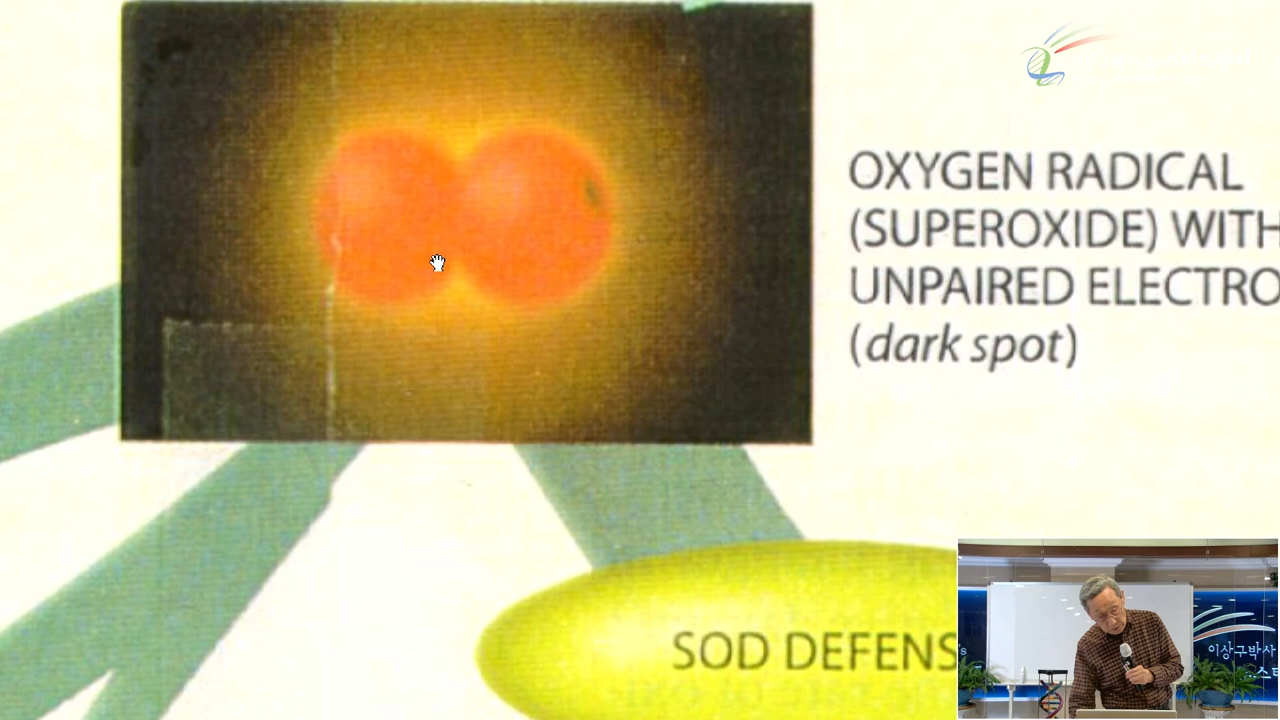 OXYGEN RADICAL
(SUPEROXIDE) WITH
UNPAIRED ELECTRO
(dark spot)
SOD DEFENS
이상구박사